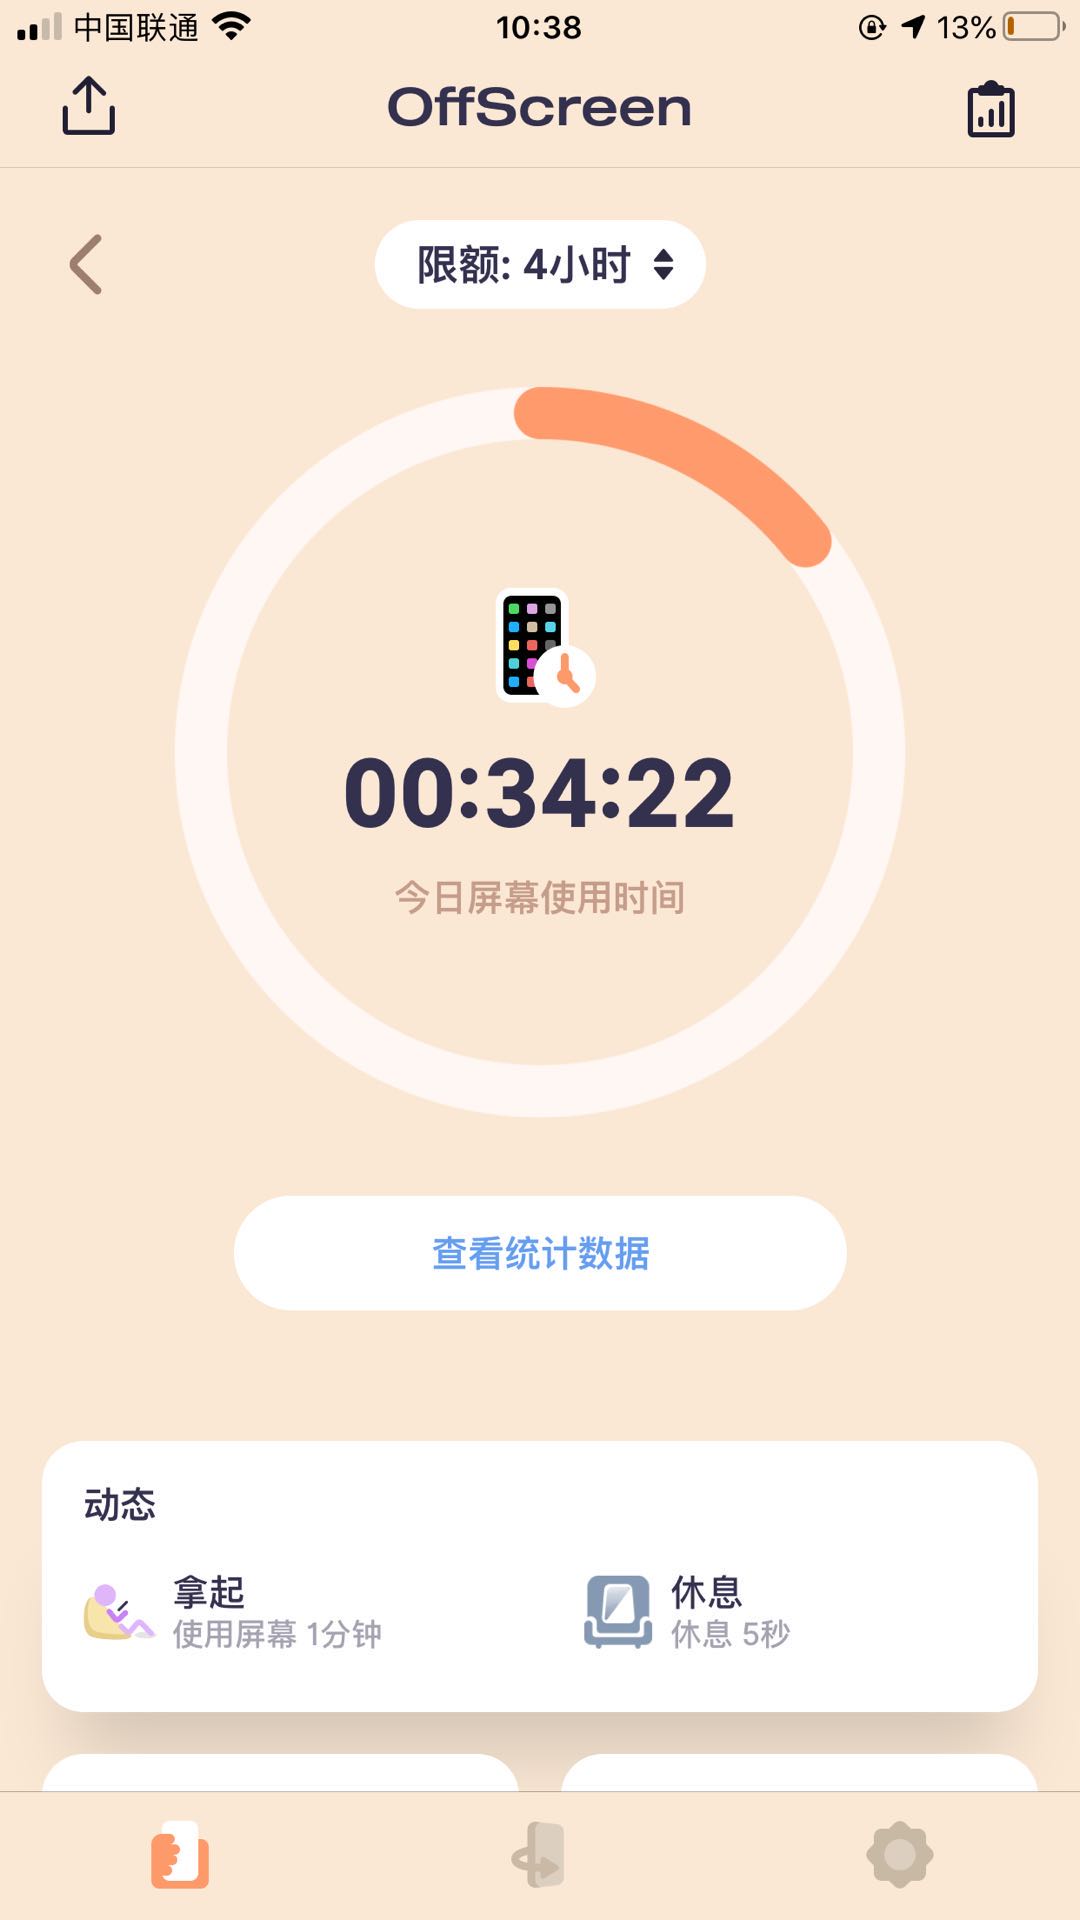 中国联通
10:38
13%
OffScreen
限额: 4小时
00:34:22
今日屏幕使用时间
查看统计数据
动态
拿起
使用屏幕 1分钟
休息
休息 5秒